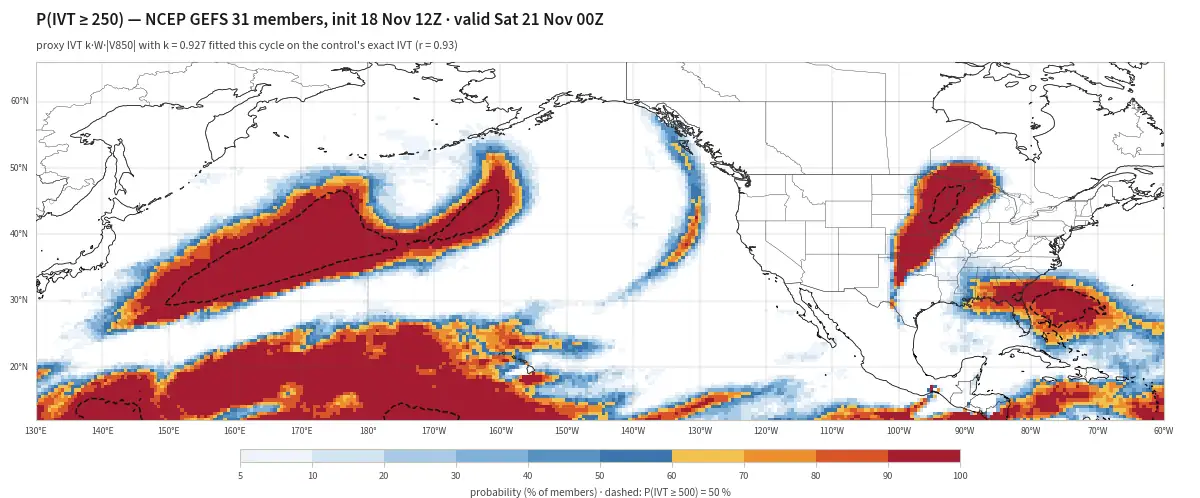 P(IVT ≥ 250) — NCEP GEFS 31 members, init 18 Nov 12Z · valid Sat 21 Nov 00Z
proxy IVT k·W·|V850| with k = 0.927 fitted this cycle on the control's exact IVT (r = 0.93)
60°N
50°N
40°N
30°N
20°N
130°E 140°E 150°E 160°E 170°E 180° 170°W 160°W 150°W 140°W 130°W 120°W 110°W 100°W 90°W 80°W 70°W 60°W
5 10 20 30 40 50 60 70 80 90 100
probability (% of members) · dashed: P(IVT ≥ 500) = 50 %